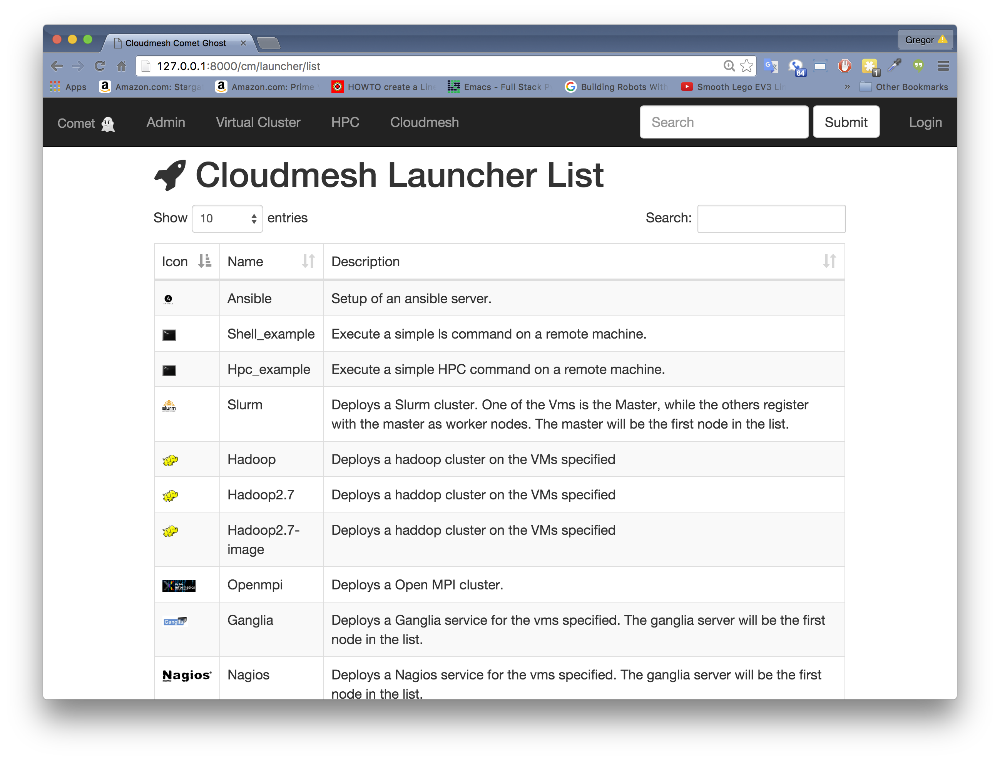 Cloudmesh Comet Ghost
Gregor
127.0.0.1:8000/cm/launcher/list
84
1
Apps
Amazon.com: Starga
Amazon.com: Prime
HOWTO create a Line
Emacs - Full Stack Py
Building Robots With
Smooth Lego EV3 Lin
»
Other Bookmarks
Comet
Admin
Virtual Cluster
HPC
Cloudmesh
Search
Submit
Login
Cloudmesh Launcher List
Show 10 entries
Search:
Icon Name Description
ANSIBLE
Ansible
Setup of an ansible server.
>_
Shell_example
Execute a simple ls command on a remote machine.
>_
Hpc_example
Execute a simple HPC command on a remote machine.
slurm
Slurm
Deploys a Slurm cluster. One of the Vms is the Master, while the others register
with the master as worker nodes. The master will be the first node in the list.
Hadoop
Deploys a hadoop cluster on the VMs specified
Hadoop2.7
Deploys a haddop cluster on the VMs specified
Hadoop2.7-
image
Deploys a haddop cluster on the VMs specified
big data
informatics
Openmpi
Deploys a Open MPI cluster.
Ganglia
Ganglia
Deploys a Ganglia service for the vms specified. The ganglia server will be the first
node in the list.
Nagios®
Nagios
Deploys a Nagios service for the vms specified. The ganglia server will be the first
node in the list.